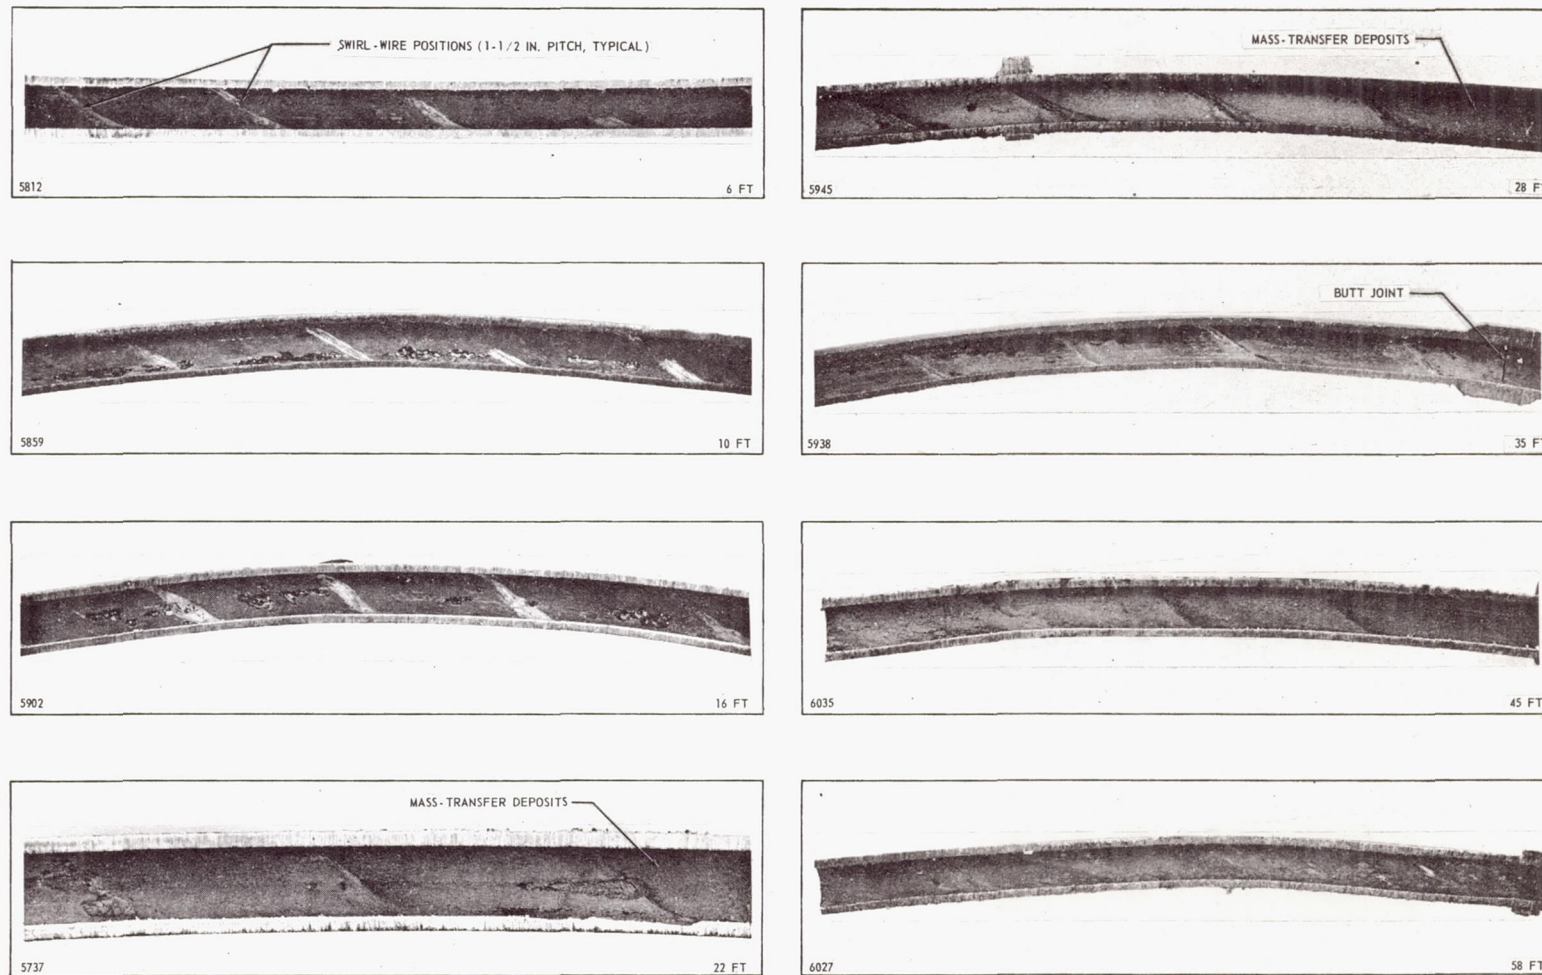 SWIRL-WIRE POSITIONS (1-1/2 IN. PITCH, TYPICAL)
5812
6 FT
5859
10 FT
5902
16 FT
MASS-TRANSFER DEPOSITS
5737
22 FT
MASS-TRANSFER DEPOSITS
5945
28 FT
BUTT JOINT
5938
35 FT
6035
45 FT
6027
58 FT